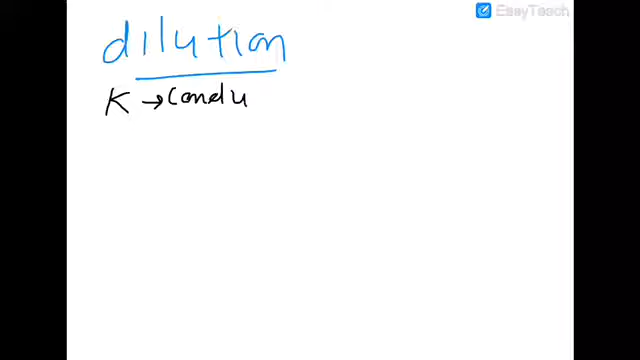 EasyTeach
dilution
K → Condu